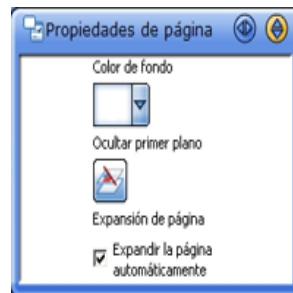 Propiedades de página
Color de fondo
Ocultar primer plano
Expansión de página
Expandir la página
automáticamente